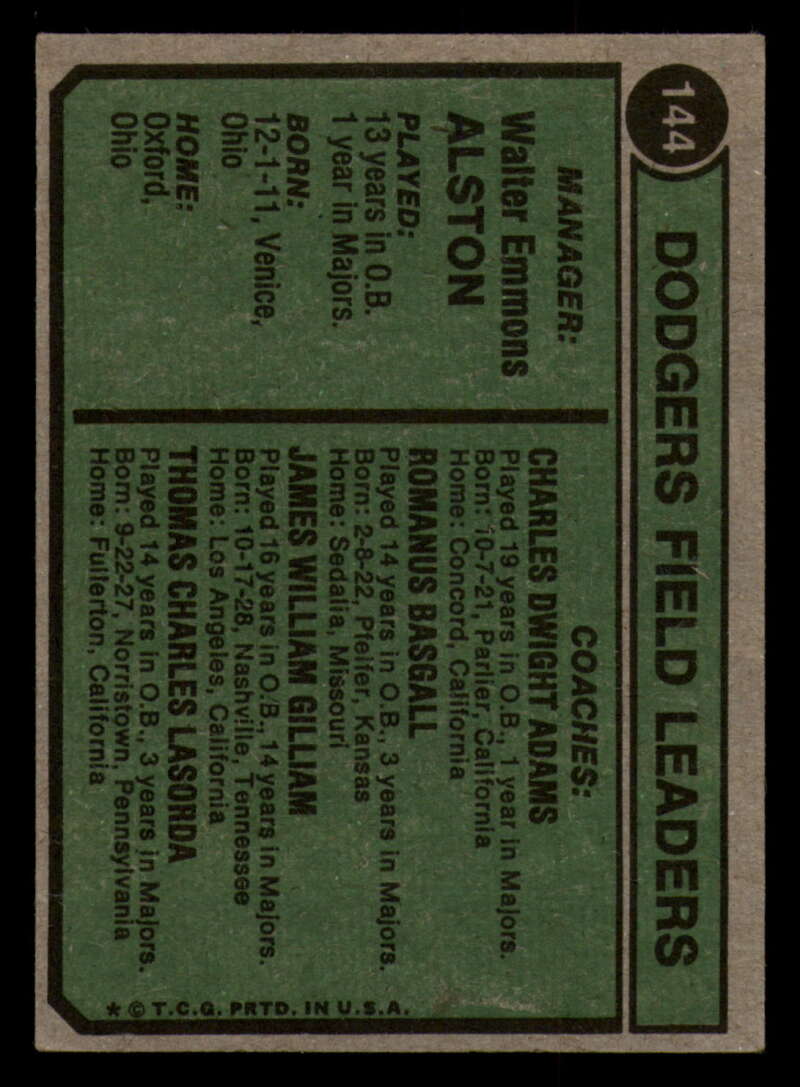 144
DODGERS FIELD LEADERS
MANAGER:
Walter Emmons
ALSTON
PLAYED:
13 years in O.B.
1 year in Majors.
BORN:
12-1-11, Venice,
Ohio
HOME:
Oxford,
Ohio
COACHES:
CHARLES DWIGHT ADAMS
Played 19 years in O.B., 1 year in Majors.
Born: 10-7-21, Parlier, California
Home: Concord, California
ROMANUS BASGALL
Played 14 years in O.B., 3 years in Majors.
Born: 2-8-22, Pfeifer, Kansas
Home: Sedalia, Missouri
JAMES WILLIAM GILLIAM
Played 16 years in O.B., 14 years in Majors.
Born: 10-17-28, Nashville, Tennessee
Home: Los Angeles, California
THOMAS CHARLES LASORDA
Played 14 years in O.B., 3 years in Majors.
Born: 9-22-27, Norristown, Pennsylvania
Home: Fullerton, California
* © T.C.G. PRTD. IN U.S.A.